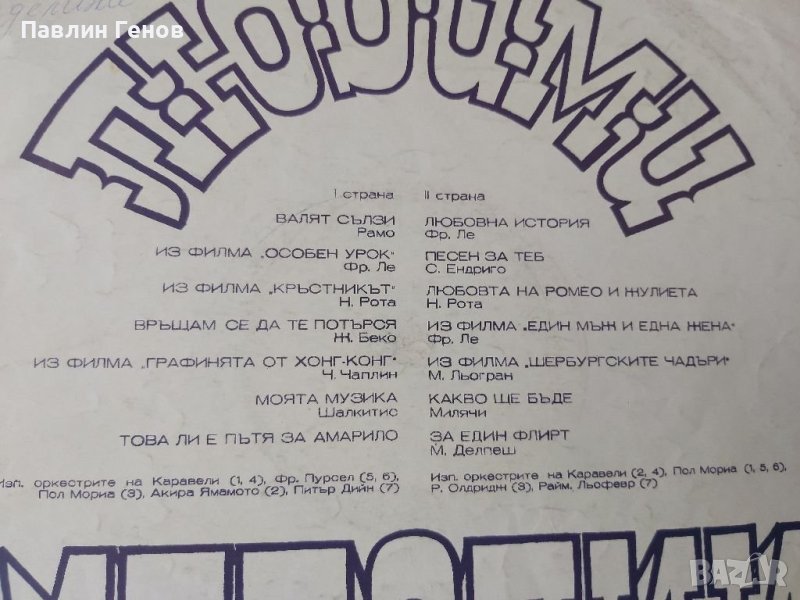 Павлин Генов
ЛЮБИМИ
I страна
ВАЛЯТ СЪЛЗИ
Рамо
ИЗ ФИЛМА „ОСОБЕН УРОК“
Фр. Ле
ИЗ ФИЛМА „КРЪСТНИКЪТ“
Н. Рота
ВРЪЩАМ СЕ ДА ТЕ ПОТЪРСЯ
Ж. Беко
ИЗ ФИЛМА „ГРАФИНЯТА ОТ ХОНГ-КОНГ“
Ч. Чаплин
МОЯТА МУЗИКА
Шалкитис
ТОВА ЛИ Е ПЪТЯ ЗА АМАРИЛО
Изп. оркестрите на Каравели (1, 4), Фр. Пурсел (5, 6),
Пол Мориа (3), Акира Ямамото (2), Питър Дийн (7)
II страна
ЛЮБОВНА ИСТОРИЯ
Фр. Ле
ПЕСЕН ЗА ТЕБ
С. Ендриго
ЛЮБОВТА НА РОМЕО И ЖУЛИЕТА
Н. Рота
ИЗ ФИЛМА „ЕДИН МЪЖ И ЕДНА ЖЕНА“
Фр. Ле
ИЗ ФИЛМА „ШЕРБУРГСКИТЕ ЧАДЪРИ“
М. Льогран
КАКВО ЩЕ БЪДЕ
Милячи
ЗА ЕДИН ФЛИРТ
М. Делпеш
Изп. оркестрите на Каравели (2, 4), Пол Мориа (1, 5, 6),
Р. Олдридж (3), Райм. Льофевр (7)
МЕЛОДИИ
BAZAR